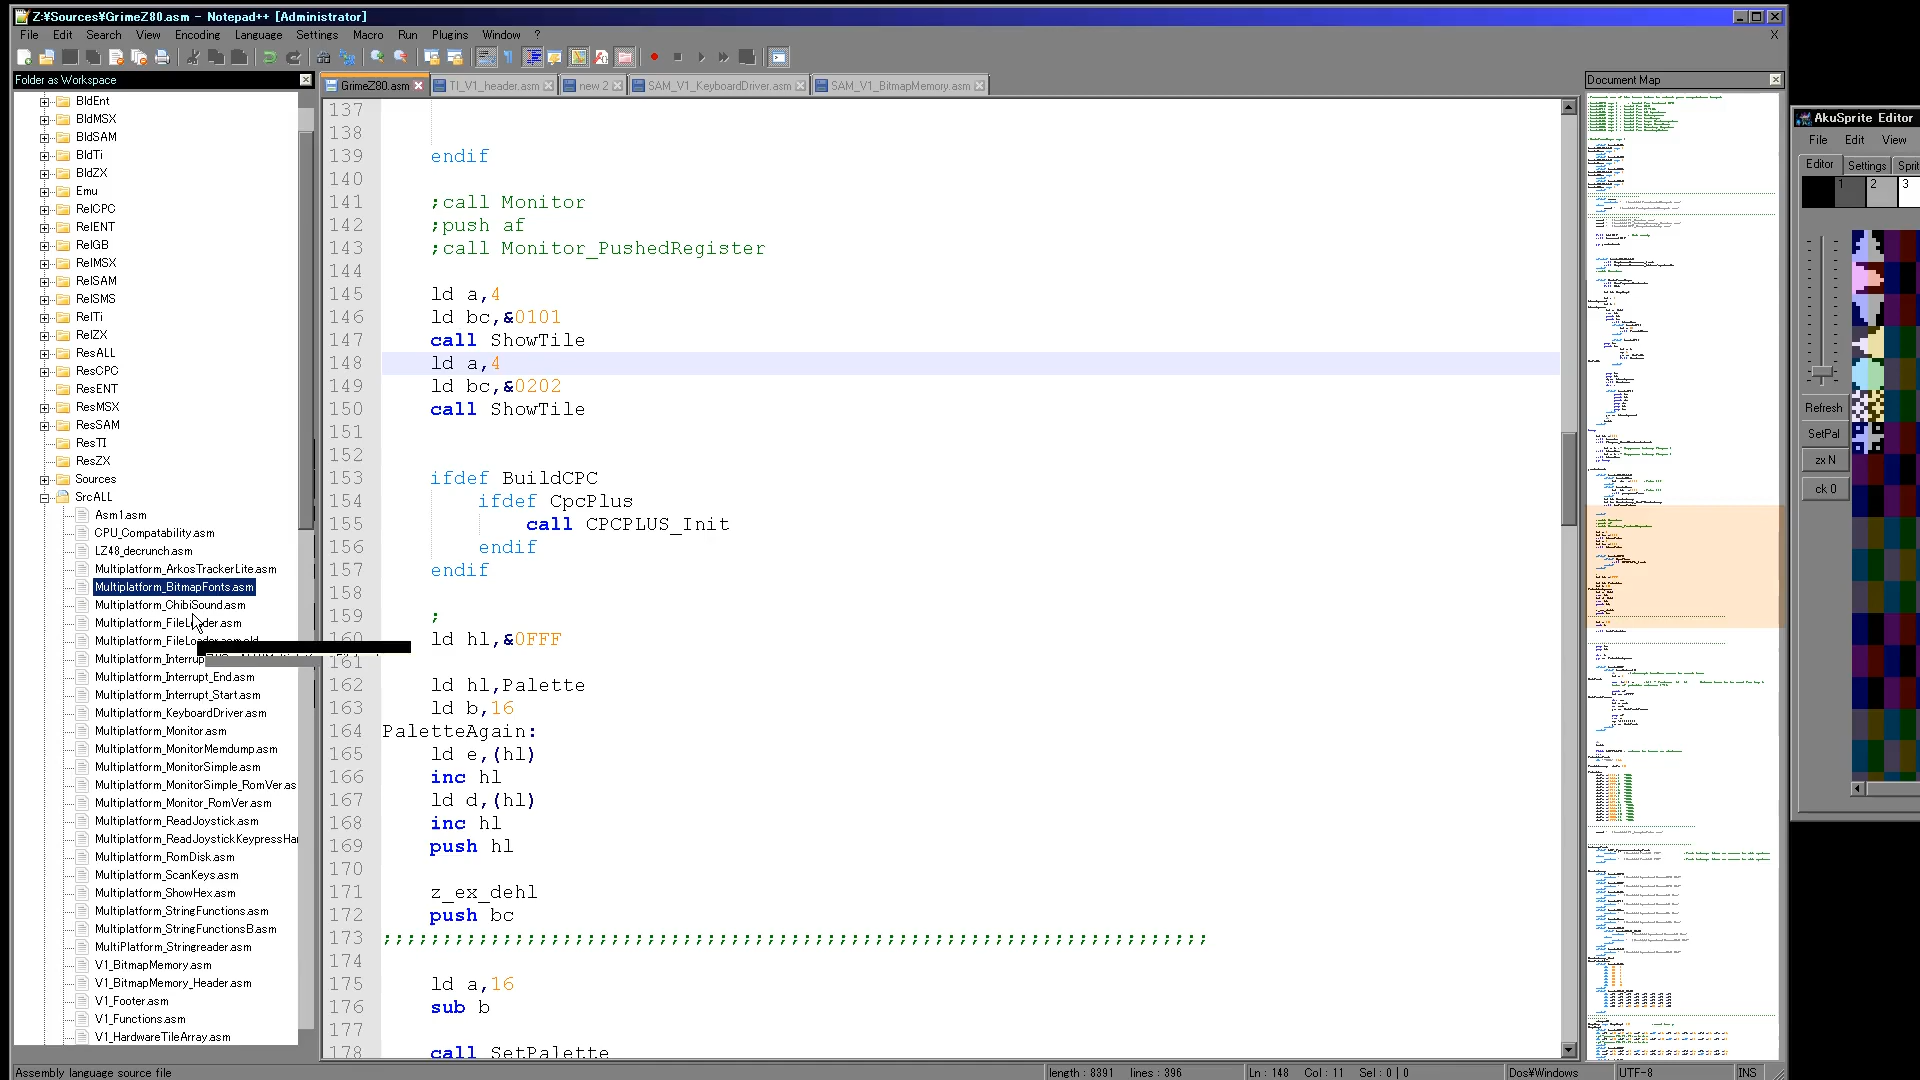 Z:¥Sources¥GrimeZ80.asm - Notepad++ [Administrator]
File Edit Search View Encoding Language Settings Macro Run Plugins Window ?
X
Folder as Workspace
BldEnt
BldMSX
BldSAM
BldTi
BldZX
Emu
RelCPC
RelENT
RelGB
RelMSX
RelSAM
RelSMS
RelTi
RelZX
ResALL
ResCPC
ResENT
ResMSX
ResSAM
ResTI
ResZX
Sources
SrcALL
Asm1.asm
CPU_Compatability.asm
LZ48_decrunch.asm
Multiplatform_ArkosTrackerLite.asm
Multiplatform_BitmapFonts.asm
Multiplatform_ChibiSound.asm
Multiplatform_FileLoader.asm
Multiplatform_Interrupt_End.asm
Multiplatform_Interrupt_Start.asm
Multiplatform_KeyboardDriver.asm
Multiplatform_Monitor.asm
Multiplatform_MonitorMemdump.asm
Multiplatform_MonitorSimple.asm
Multiplatform_MonitorSimple_RomVer.as
Multiplatform_Monitor_RomVer.asm
Multiplatform_ReadJoystick.asm
Multiplatform_ReadJoystickKeypressHa
Multiplatform_RomDisk.asm
Multiplatform_ScanKeys.asm
Multiplatform_ShowHex.asm
Multiplatform_StringFunctions.asm
Multiplatform_StringFunctionsB.asm
MultiPlatform_Stringreader.asm
V1_BitmapMemory.asm
V1_BitmapMemory_Header.asm
V1_Footer.asm
V1_Functions.asm
V1_HardwareTileArray.asm
GrimeZ80.asm TI_V1_header.asm new 2 SAM_V1_KeyboardDriver.asm SAM_V1_BitmapMemory.asm
137
138
139 endif
140
141 ;call Monitor
142 ;push af
143 ;call Monitor_PushedRegister
144
145 ld a,4
146 ld bc,&0101
147 call ShowTile
148 ld a,4
149 ld bc,&0202
150 call ShowTile
151
152
153 ifdef BuildCPC
154 ifdef CpcPlus
155 call CPCPLUS_Init
156 endif
157 endif
158
159 ;
160 ld hl,&0FFF
161
162 ld hl,Palette
163 ld b,16
164 PaletteAgain:
165 ld e,(hl)
166 inc hl
167 ld d,(hl)
168 inc hl
169 push hl
170
171 z_ex_dehl
172 push bc
173 ;;;;;;;;;;;;;;;;;;;;;;;;;;;;;;;;;;;;;;;;;;;;;;;;;;;;;;;;;;;;;;;;;;;;;
174
175 ld a,16
176 sub b
177
178 call SetPalette
Document Map
AkuSprite Editor
File Edit View
Editor Settings Sprit
1 2 3
Refresh
SetPal
zx N
ck 0
Assembly language source file
length : 8391 lines : 396
Ln : 148 Col : 11 Sel : 0 | 0
Dos¥Windows
UTF-8
INS